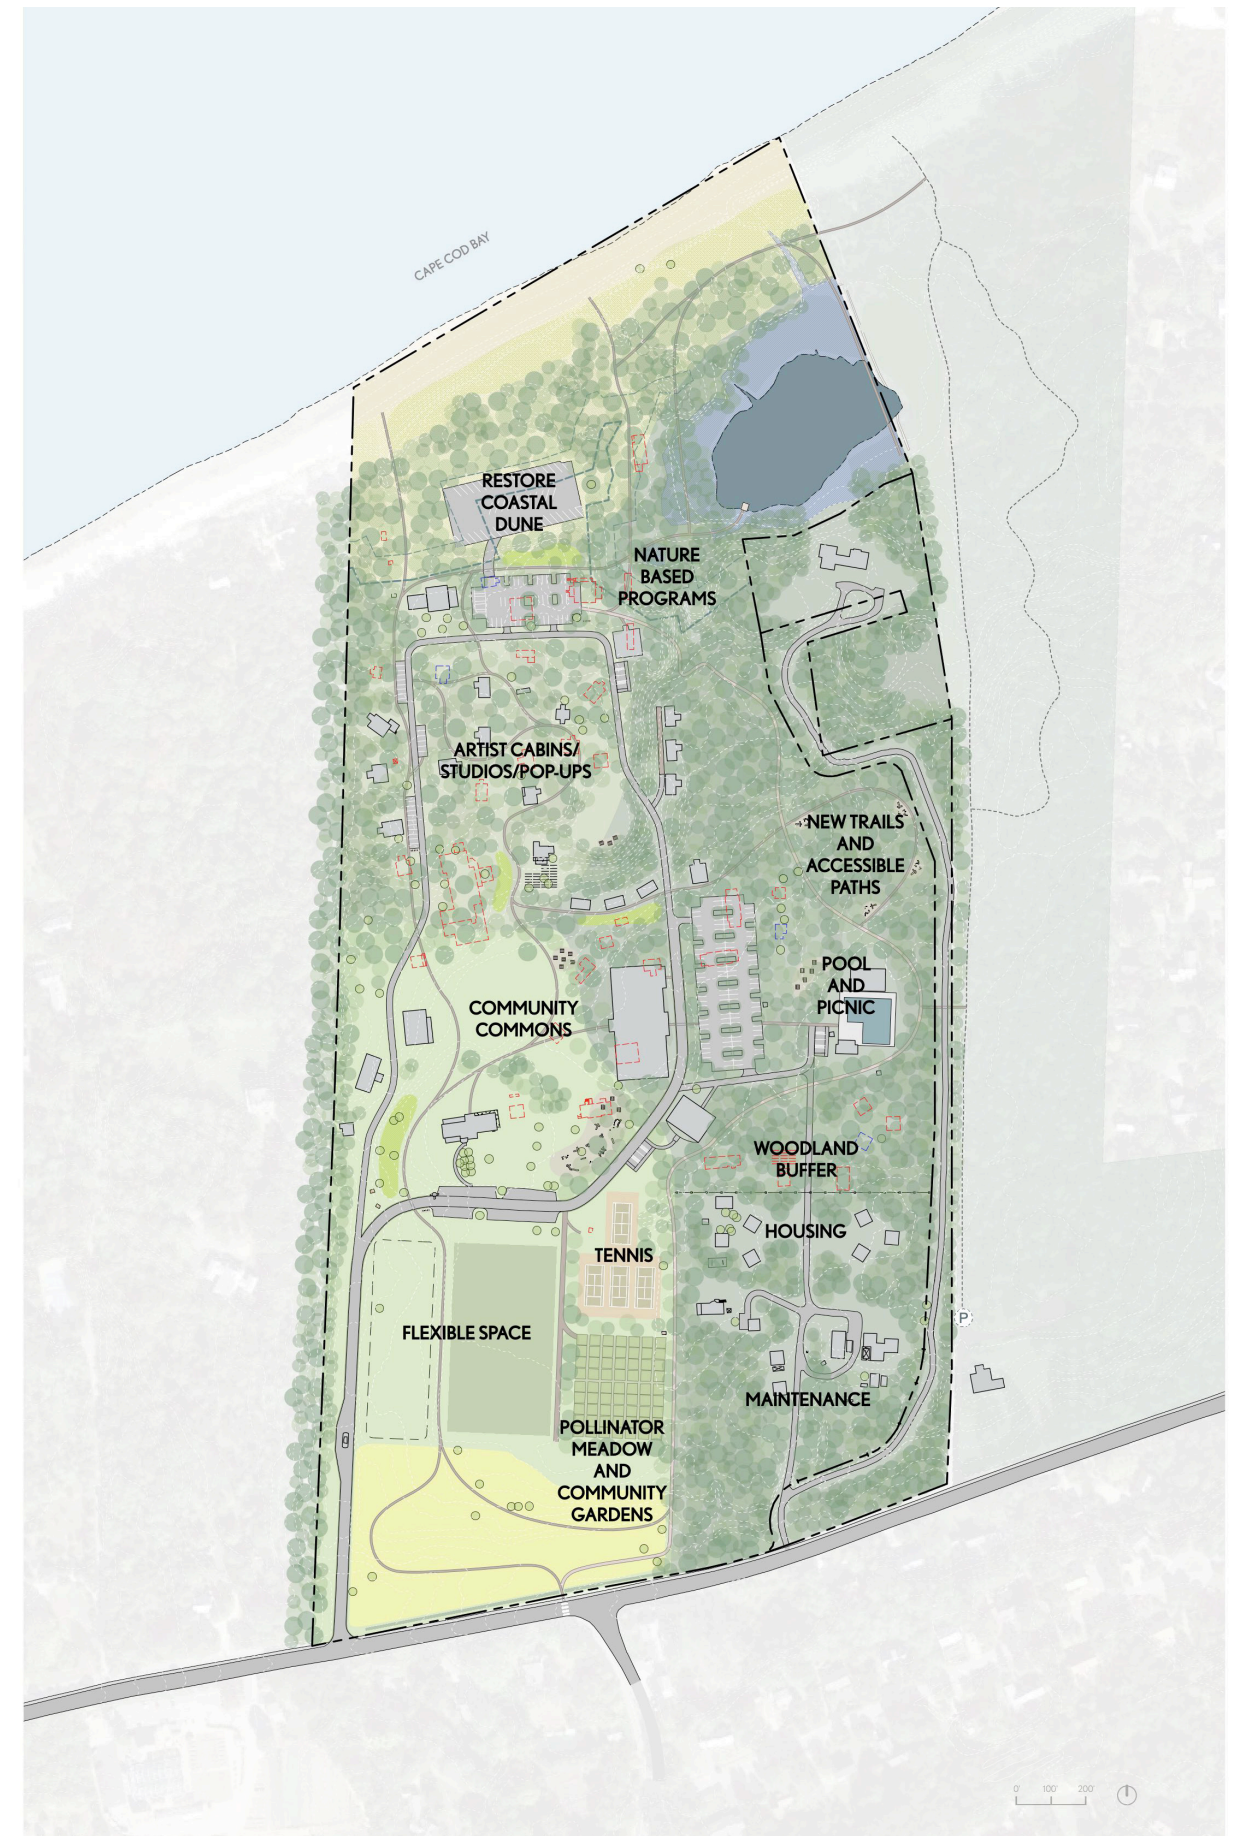 CAPE COD BAY
RESTORE
COASTAL
DUNE
NATURE
BASED
PROGRAMS
ARTIST CABINS/
STUDIOS/POP-UPS
NEW TRAILS
AND
ACCESSIBLE
PATHS
POOL
AND
PICNIC
COMMUNITY
COMMONS
WOODLAND
BUFFER
HOUSING
TENNIS
FLEXIBLE SPACE
P
MAINTENANCE
POLLINATOR
MEADOW
AND
COMMUNITY
GARDENS
0' 100' 200'